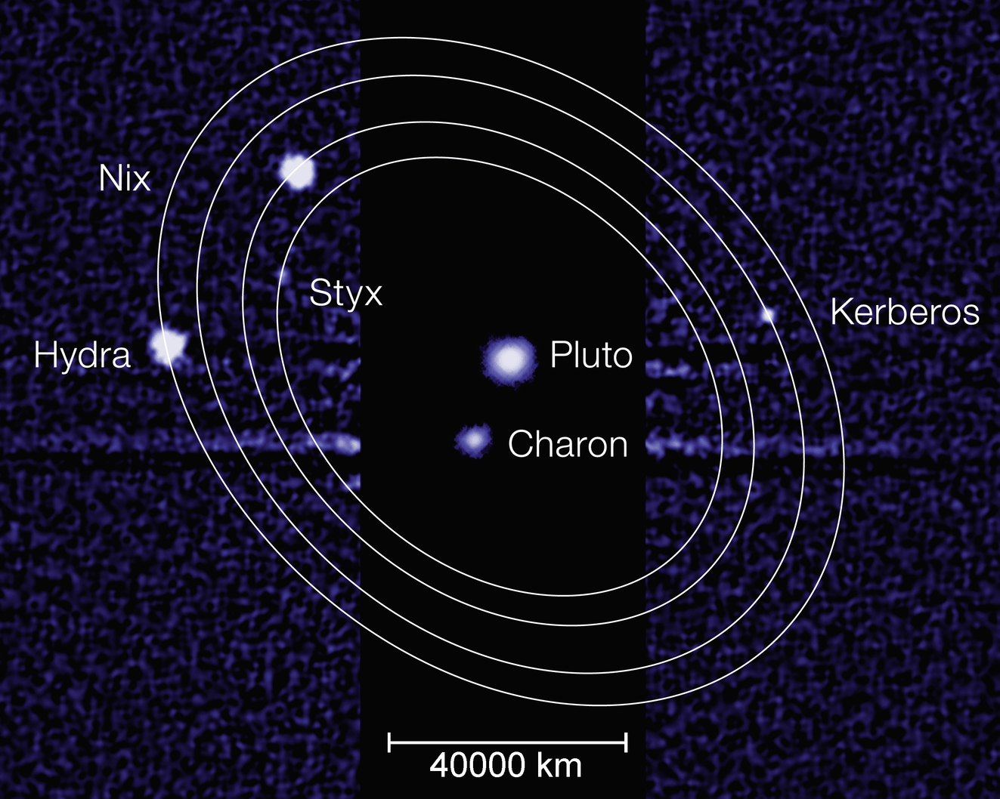 Nix
Styx
Kerberos
Hydra
Pluto
Charon
40000 km